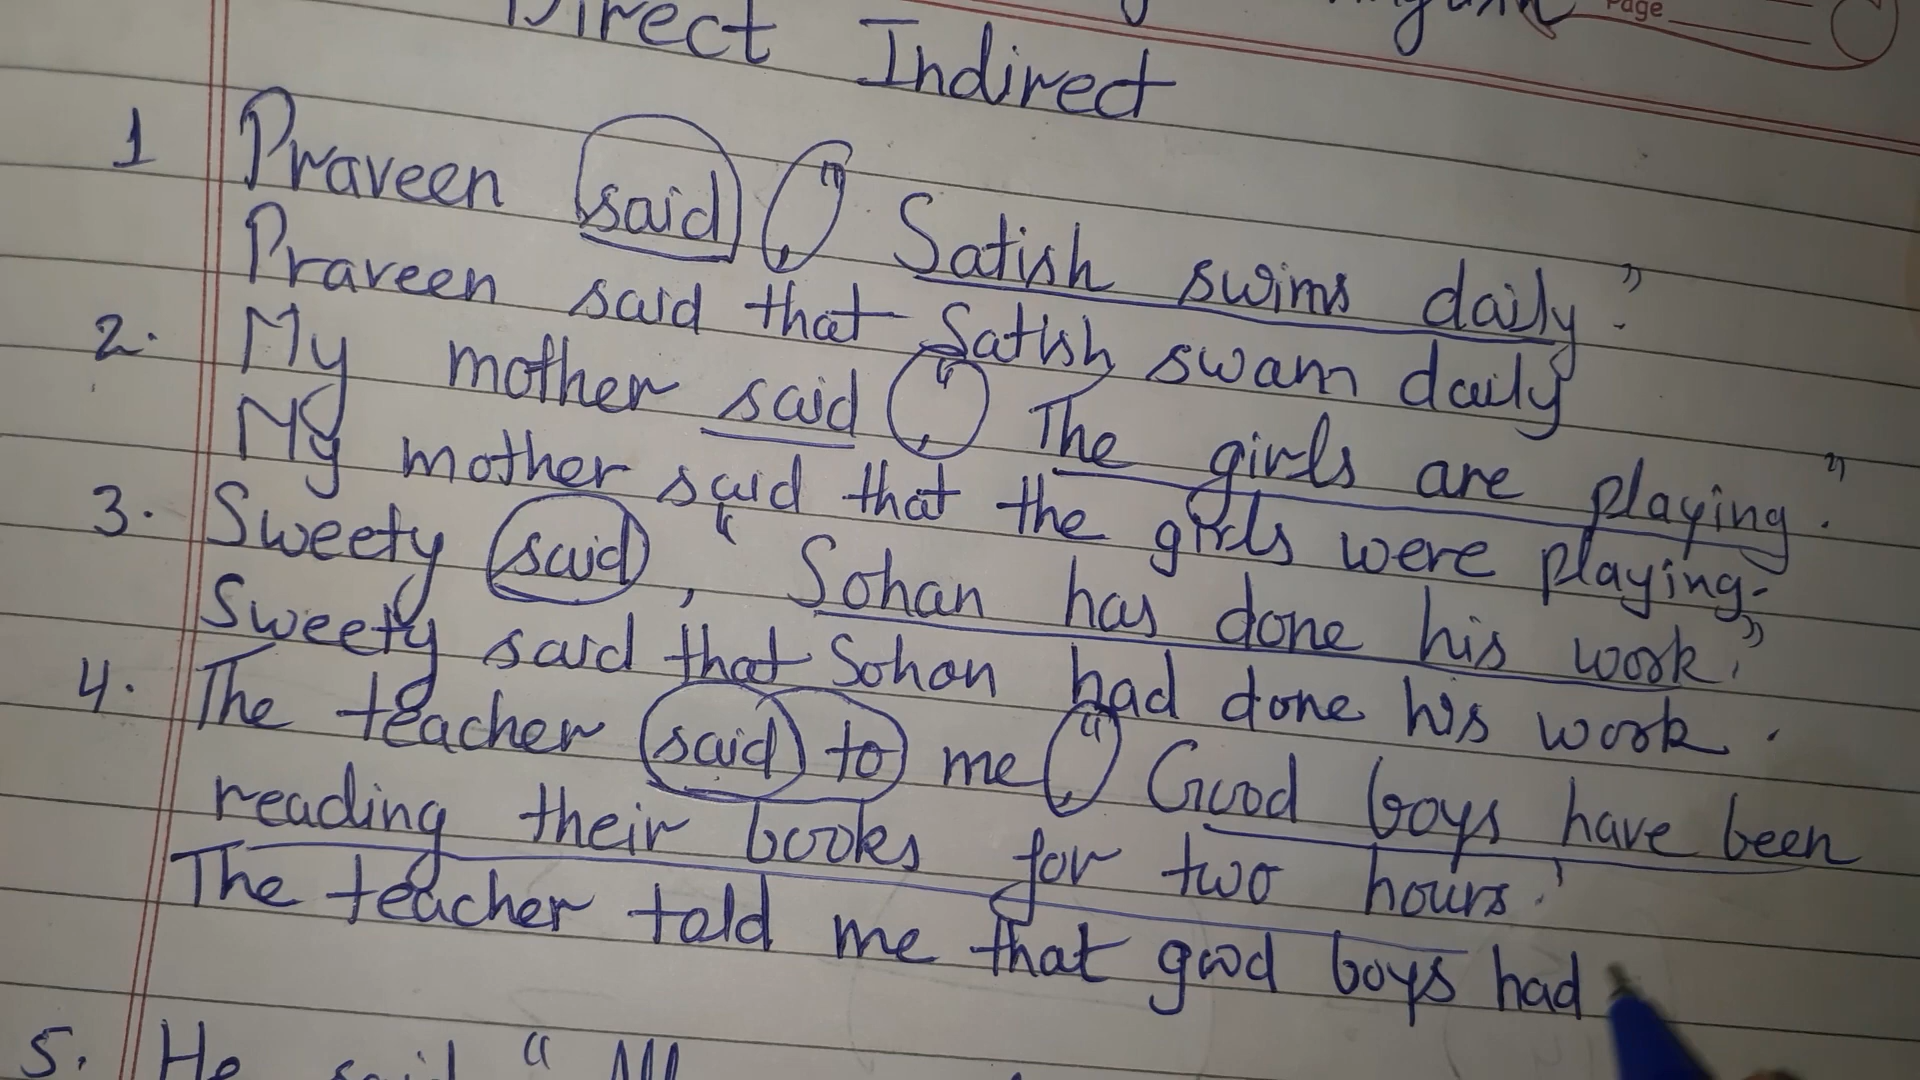 Page
Direct Indirect
1 Praveen said, " Satish swims daily."
Praveen said that Satish swam daily
2. My mother said, " The girls are playing."
My mother said that the girls were playing.
3. Sweety said, " Sohan has done his work."
Sweety said that Sohan had done his work.
4. The teacher said to me, " Good boys have been
reading their books for two hours.'
The teacher told me that good boys had
5. He said " All